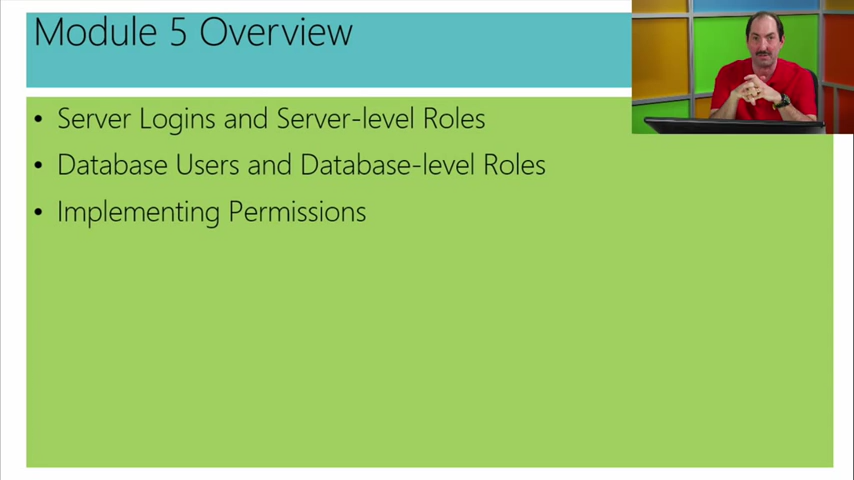 Module 5 Overview
• Server Logins and Server-level Roles
• Database Users and Database-level Roles
• Implementing Permissions